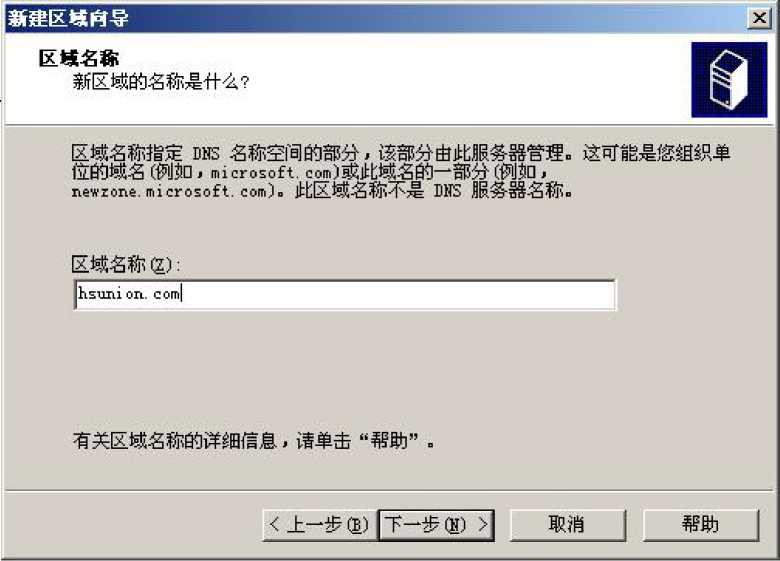 新建区域向导
区域名称
新区域的名称是什么?
区域名称指定 DNS 名称空间的部分，该部分由此服务器管理。这可能是您组织单
位的域名(例如，microsoft.com)或此域名的一部分(例如，
newzone.microsoft.com)。此区域名称不是 DNS 服务器名称。
区域名称(Z):
hsunion.com
有关区域名称的详细信息，请单击“帮助”。
< 上一步(B) 下一步(N) > 取消 帮助